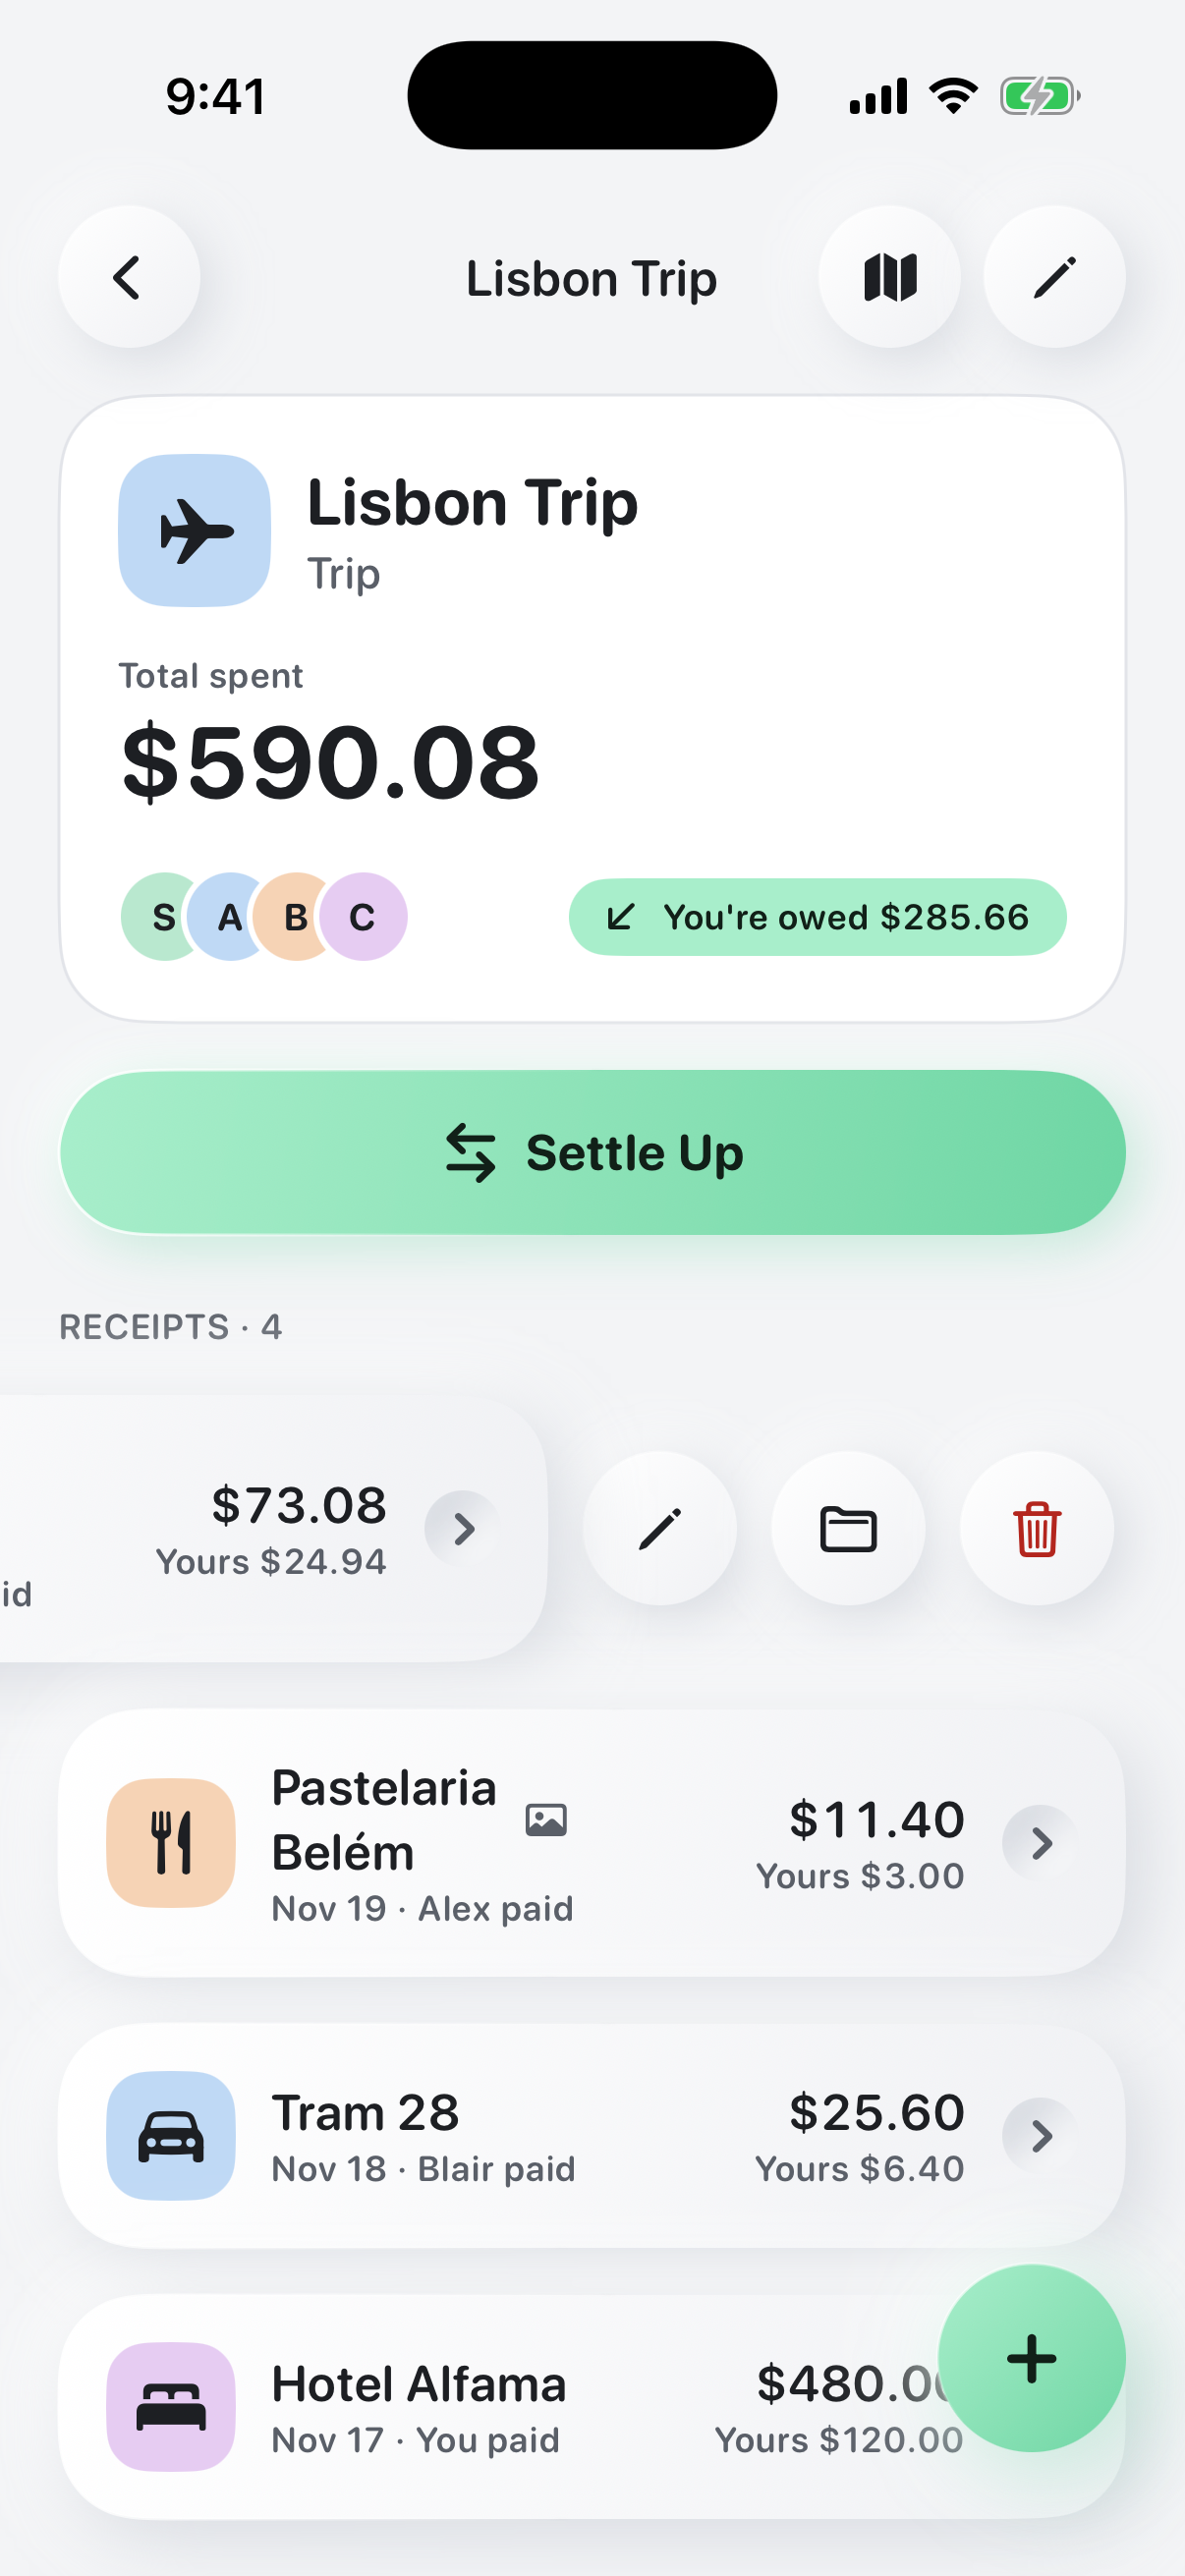 9:41
Lisbon Trip
Lisbon Trip
Trip
Total spent
$590.08
S A B C
You're owed $285.66
Settle Up
RECEIPTS · 4
$73.08
Yours $24.94
id
Pastelaria
Belém
$11.40
Yours $3.00
Nov 19 · Alex paid
Tram 28
$25.60
Nov 18 · Blair paid
Yours $6.40
Hotel Alfama
$480.00
Nov 17 · You paid
Yours $120.00